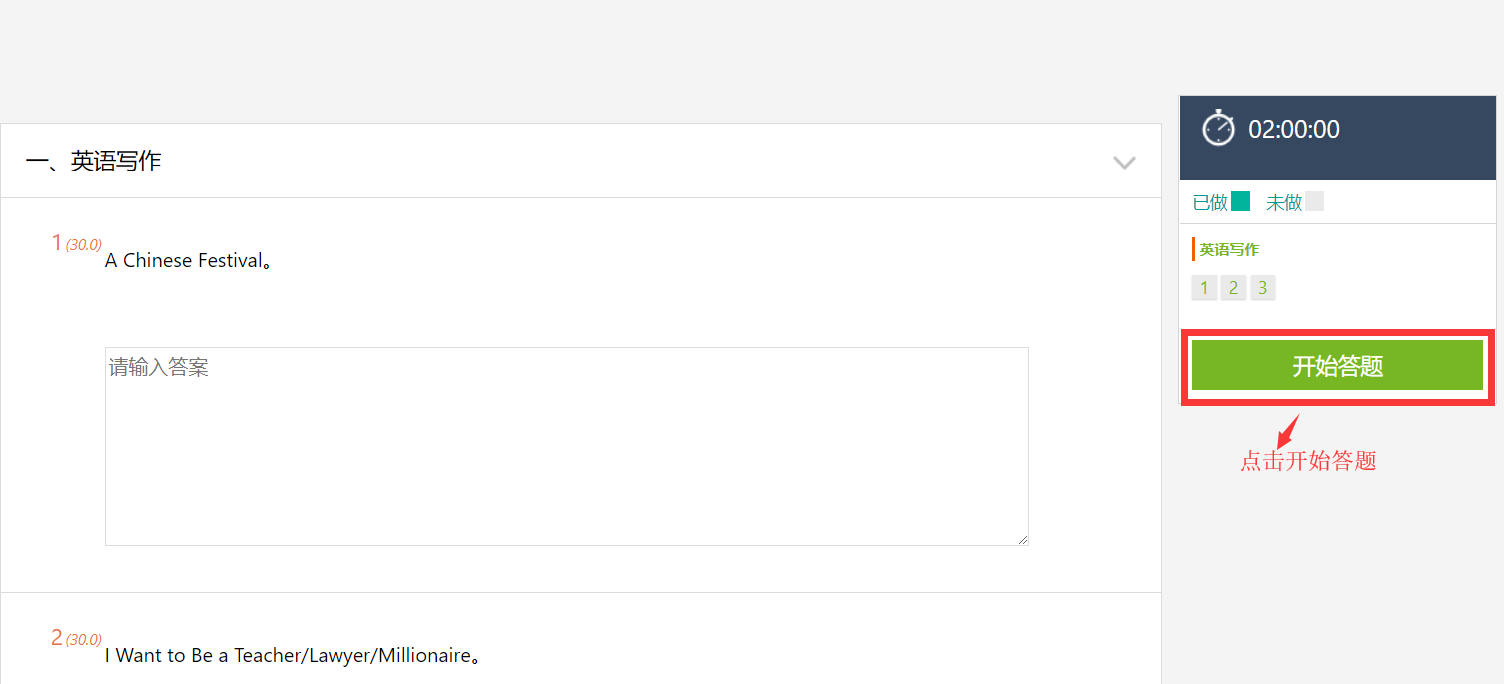 02:00:00
一、英语写作
已做 未做
1 (30.0)
A Chinese Festival。
英语写作
1 2 3
请输入答案
开始答题
点击开始答题
2 (30.0)
I Want to Be a Teacher/Lawyer/Millionaire。